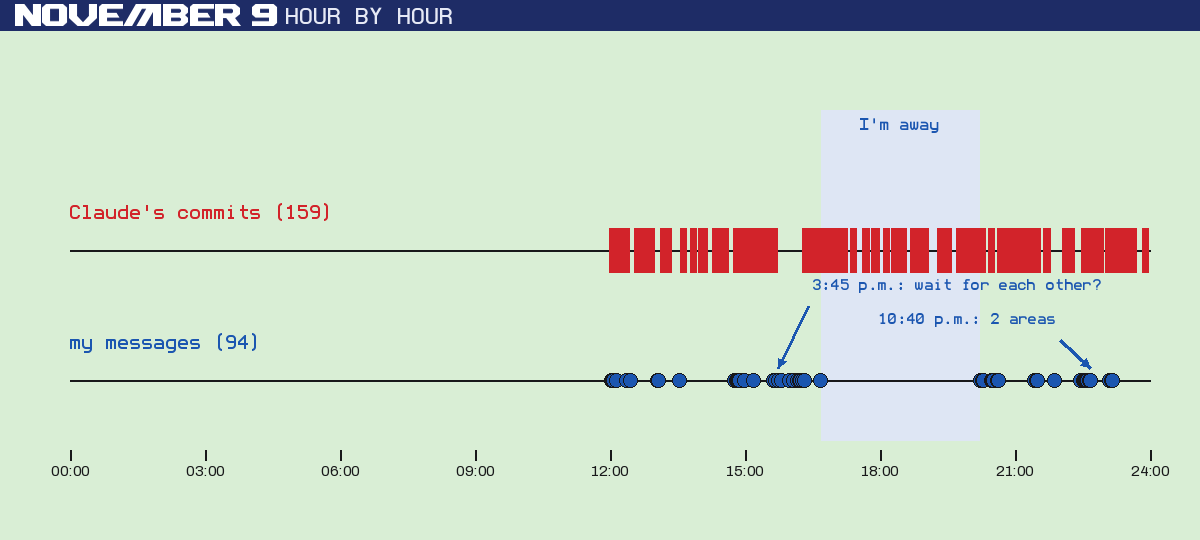 NOVEMBER 9 HOUR BY HOUR
I'm away
Claude's commits (159)
3:45 p.m.: wait for each other?
10:40 p.m.: 2 areas
my messages (94)
00:00 03:00 06:00 09:00 12:00 15:00 18:00 21:00 24:00